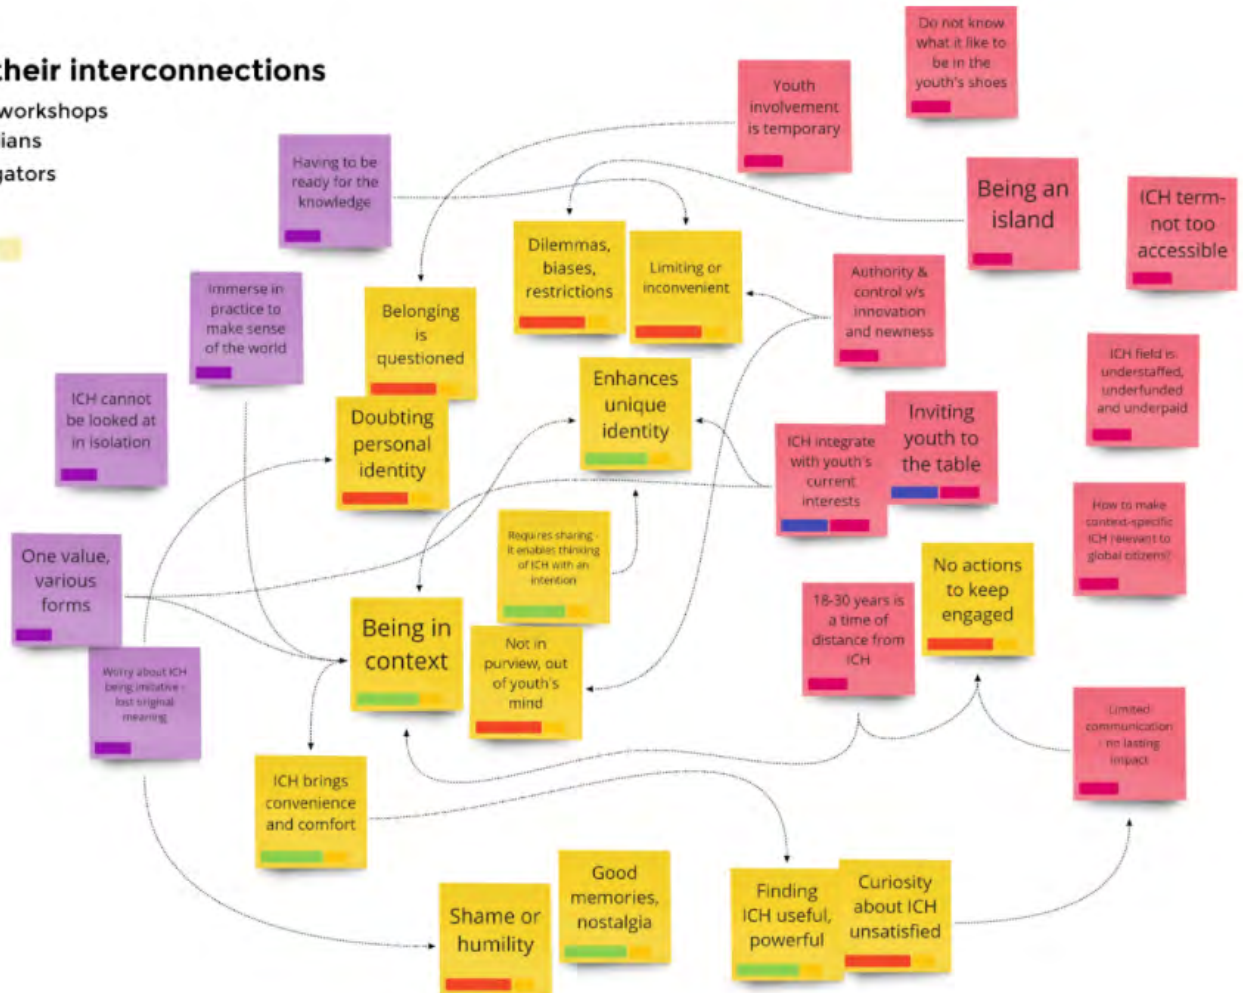 their interconnections
workshops
ians
gators
Do not know
what it like to
be in the
youth's shoes
Youth
involvement
is temporary
Having to be
ready for the
knowledge
Being an
island
ICH term-
not too
accessible
Dilemmas,
biases,
restrictions
Limiting or
inconvenient
Authority &
control v/s
innovation
and newness
Immerse in
practice to
make sense
of the world
Belonging
is
questioned
ICH field is
understaffed,
underfunded
and underpaid
Enhances
unique
identity
ICH cannot
be looked at
in isolation
Doubting
personal
identity
ICH integrate
with youth's
current
interests
Inviting
youth to
the table
How to make
context-specific
ICH relevant to
global citizens?
Requires sharing -
it enables thinking
of ICH with an
intention
One value,
various
forms
No actions
to keep
engaged
18-30 years is
a time of
distance from
ICH
Being in
context
Not in
purview, out
of youth's
mind
Worry about ICH
being imitative -
lost original
meaning
Limited
communication
- no lasting
impact
ICH brings
convenience
and comfort
Shame or
humility
Good
memories,
nostalgia
Finding
ICH useful,
powerful
Curiosity
about ICH
unsatisfied